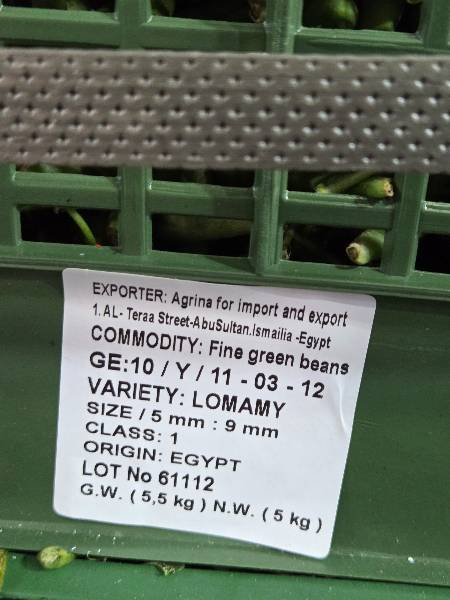 EXPORTER: Agrina for import and export
1.AL- Teraa Street-AbuSultan.Ismailia -Egypt
COMMODITY: Fine green beans
GE:10 / Y / 11 - 03 - 12
VARIETY: LOMAMY
SIZE / 5 mm : 9 mm
CLASS: 1
ORIGIN: EGYPT
LOT No 61112
G.W. ( 5,5 kg ) N.W. ( 5 kg )